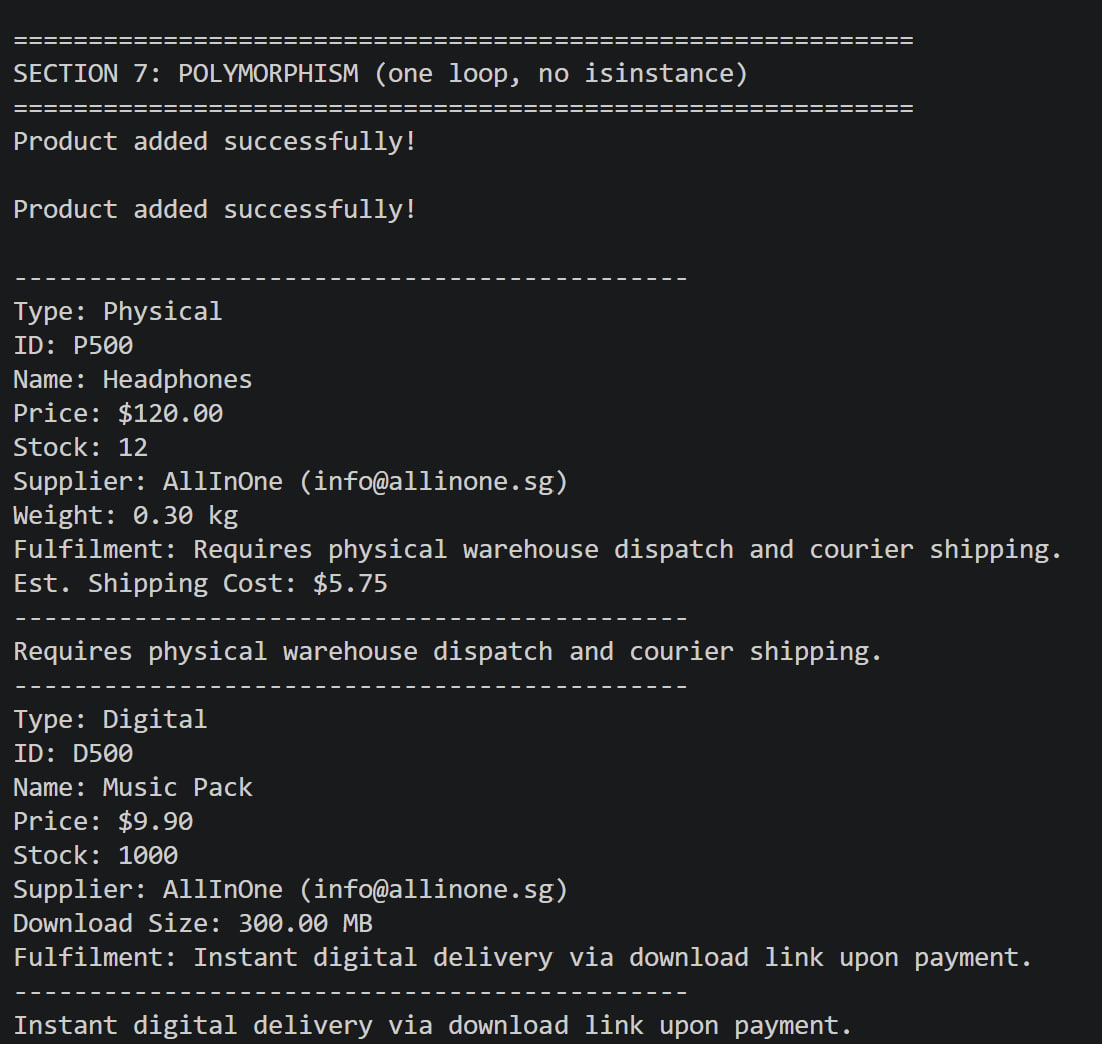 ============================================================
SECTION 7: POLYMORPHISM (one loop, no isinstance)
============================================================
Product added successfully!
Product added successfully!
---------------------------------------------
Type: Physical
ID: P500
Name: Headphones
Price: $120.00
Stock: 12
Supplier: AllInOne (info@allinone.sg)
Weight: 0.30 kg
Fulfilment: Requires physical warehouse dispatch and courier shipping.
Est. Shipping Cost: $5.75
---------------------------------------------
Requires physical warehouse dispatch and courier shipping.
---------------------------------------------
Type: Digital
ID: D500
Name: Music Pack
Price: $9.90
Stock: 1000
Supplier: AllInOne (info@allinone.sg)
Download Size: 300.00 MB
Fulfilment: Instant digital delivery via download link upon payment.
---------------------------------------------
Instant digital delivery via download link upon payment.